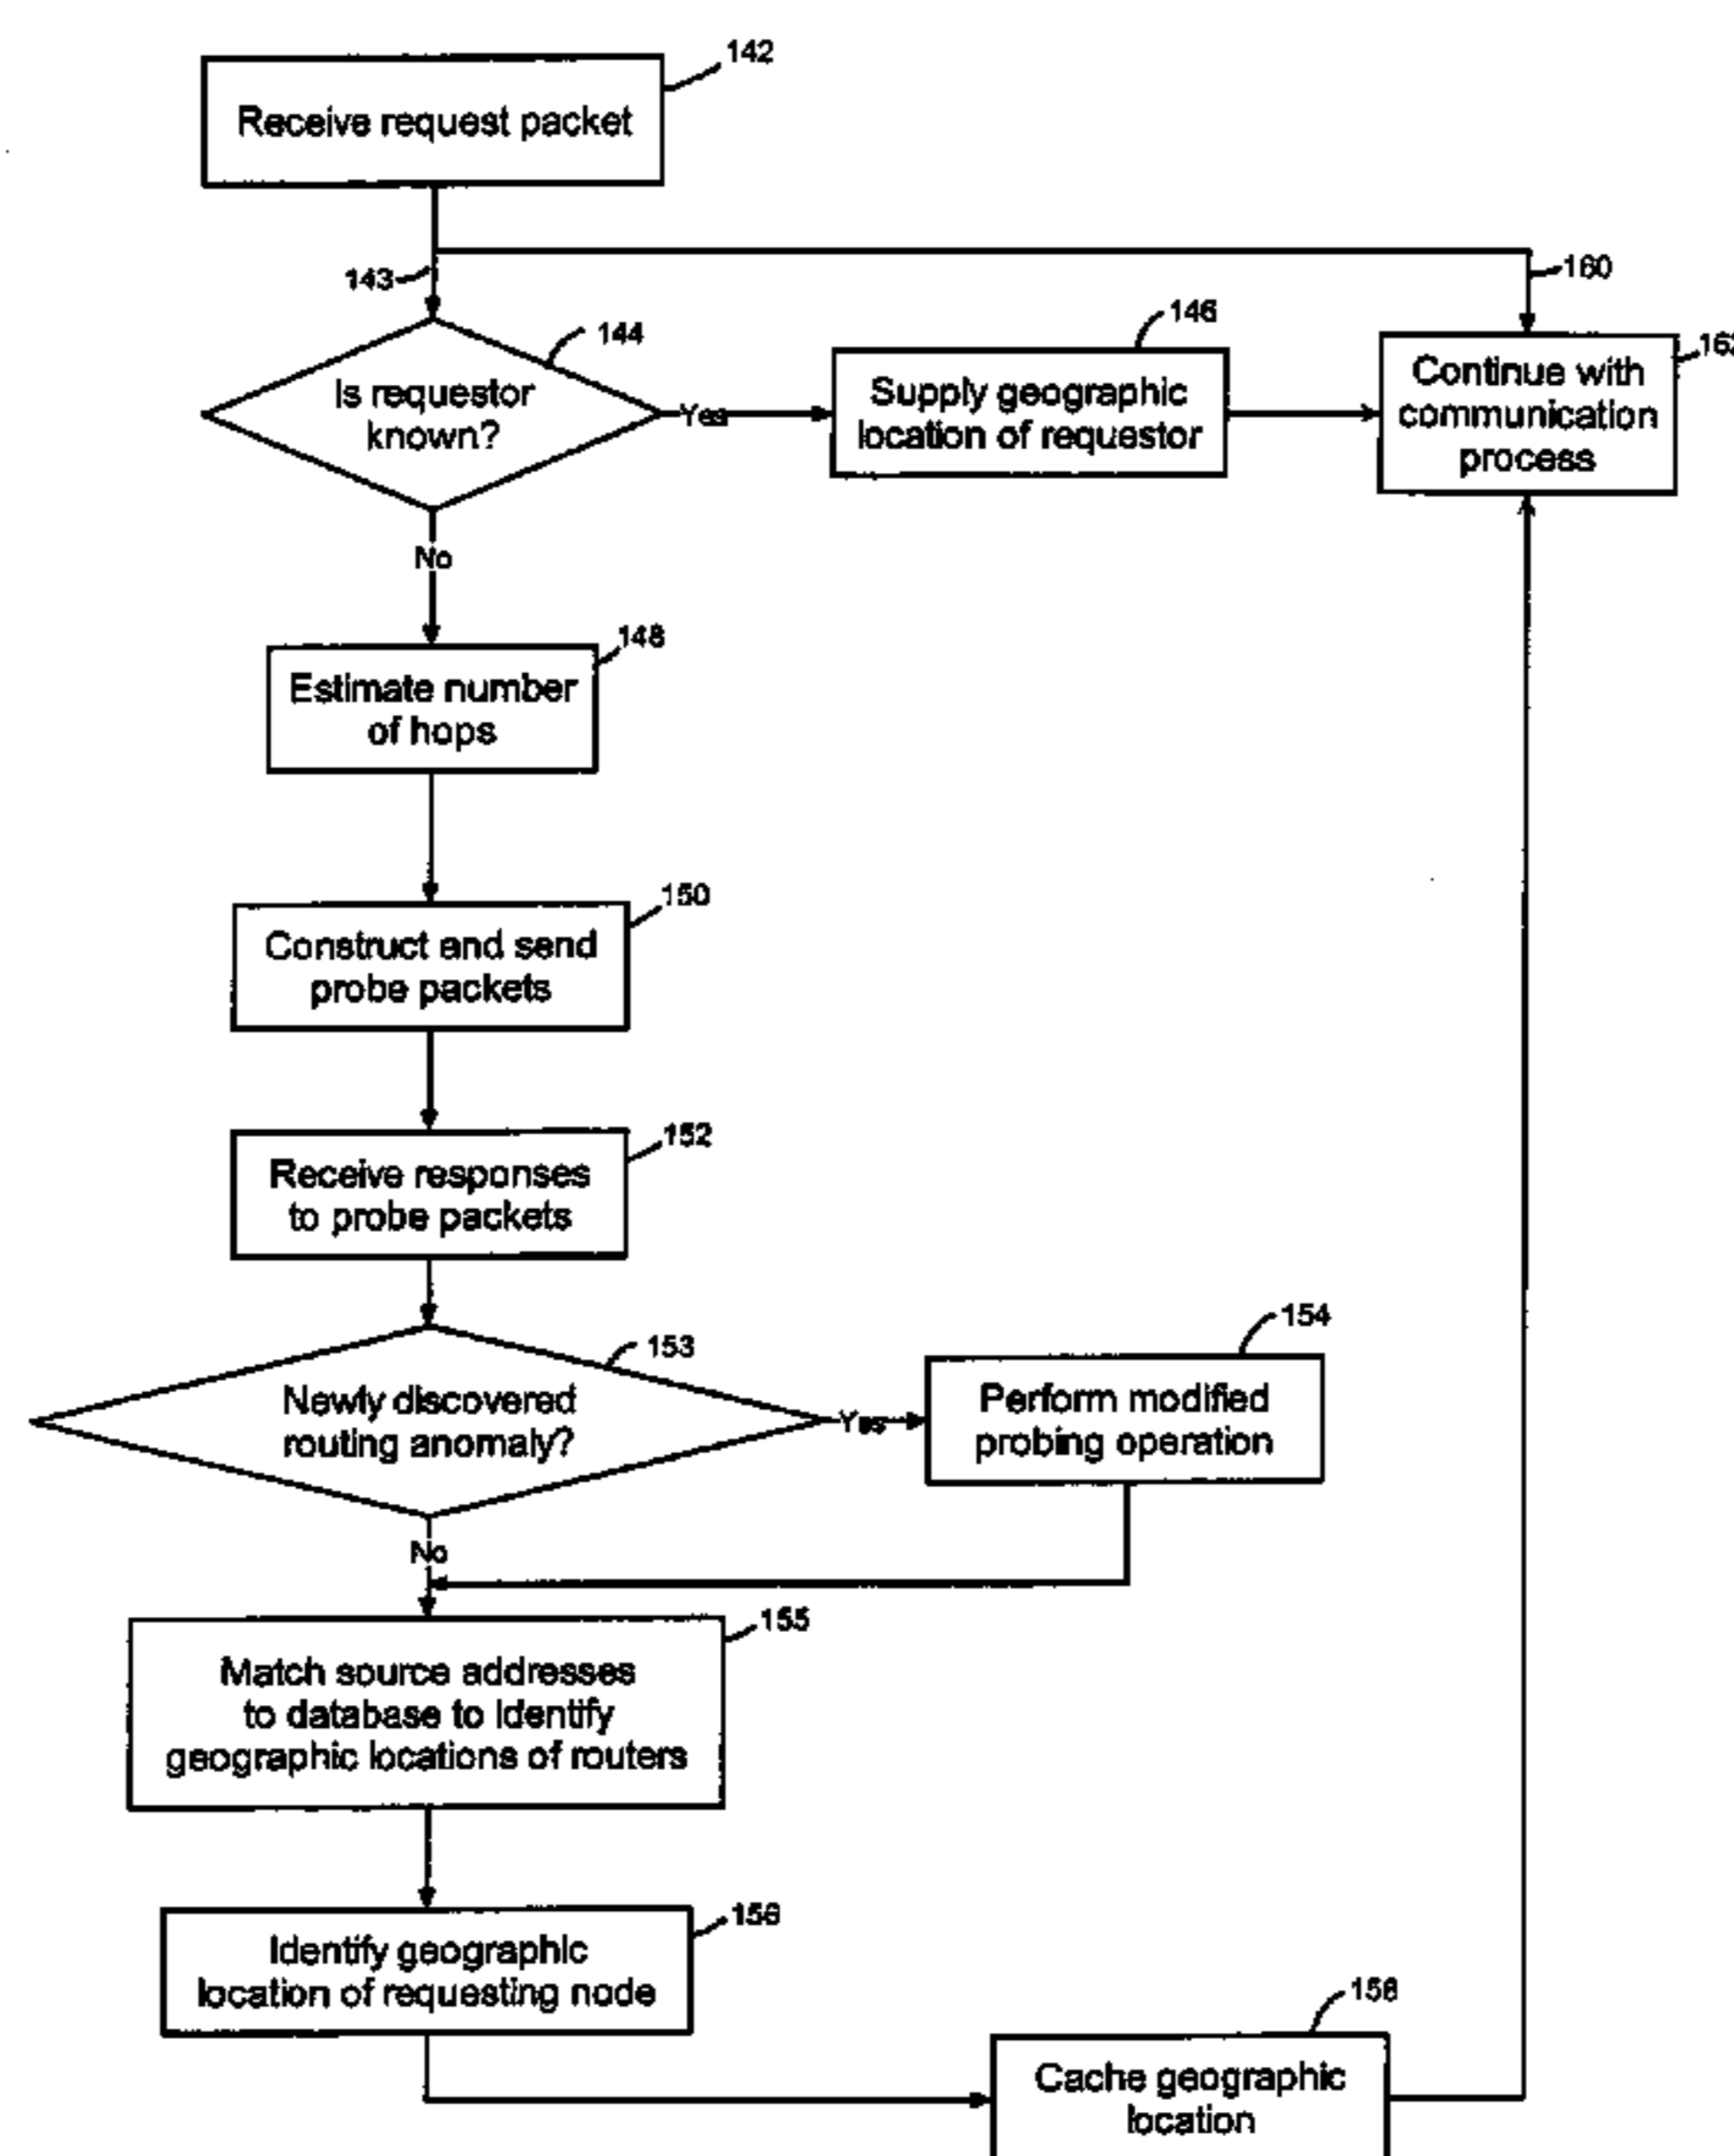 142
Receive request packet
143
160
144
Is requestor
known?
Yes
146
Supply geographic
location of requestor
Continue with
communication
process
No
148
Estimate number
of hops
150
Construct and send
probe packets
152
Receive responses
to probe packets
153
Newly discovered
routing anomaly?
Yes
154
Perform modified
probing operation
No
155
Match source addresses
to database to identify
geographic locations of routers
156
Identify geographic
location of requesting node
158
Cache geographic
location